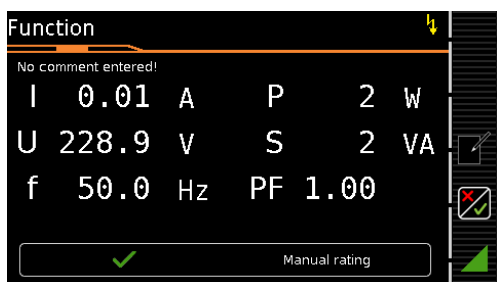 Function
No comment entered!
I 0.01 A P 2 W
U 228.9 V S 2 VA
f 50.0 Hz PF 1.00
Manual rating